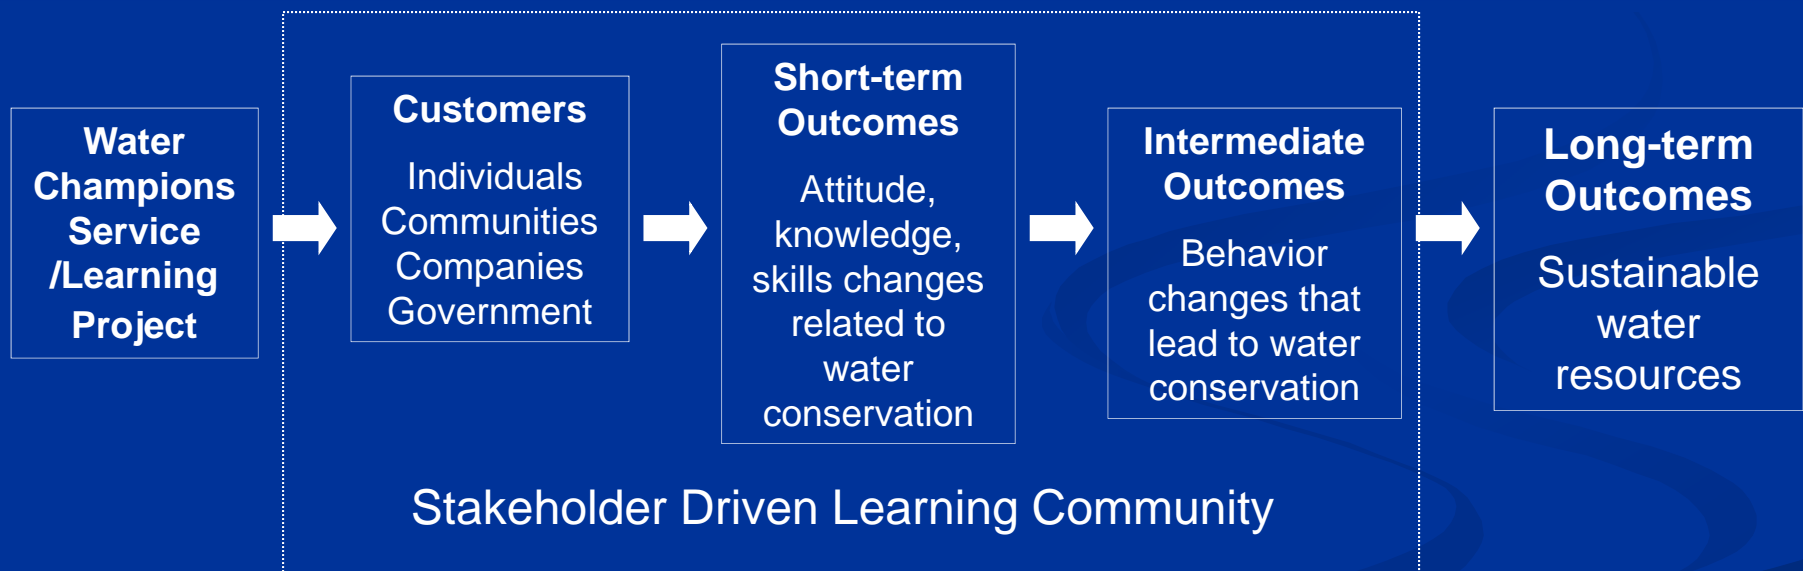 Water
Champions
Service
/Learning
Project
Customers
Individuals
Communities
Companies
Government
Short-term
Outcomes
Attitude,
knowledge,
skills changes
related to
water
conservation
Intermediate
Outcomes
Behavior
changes that
lead to water
conservation
Long-term
Outcomes
Sustainable
water
resources
Stakeholder Driven Learning Community